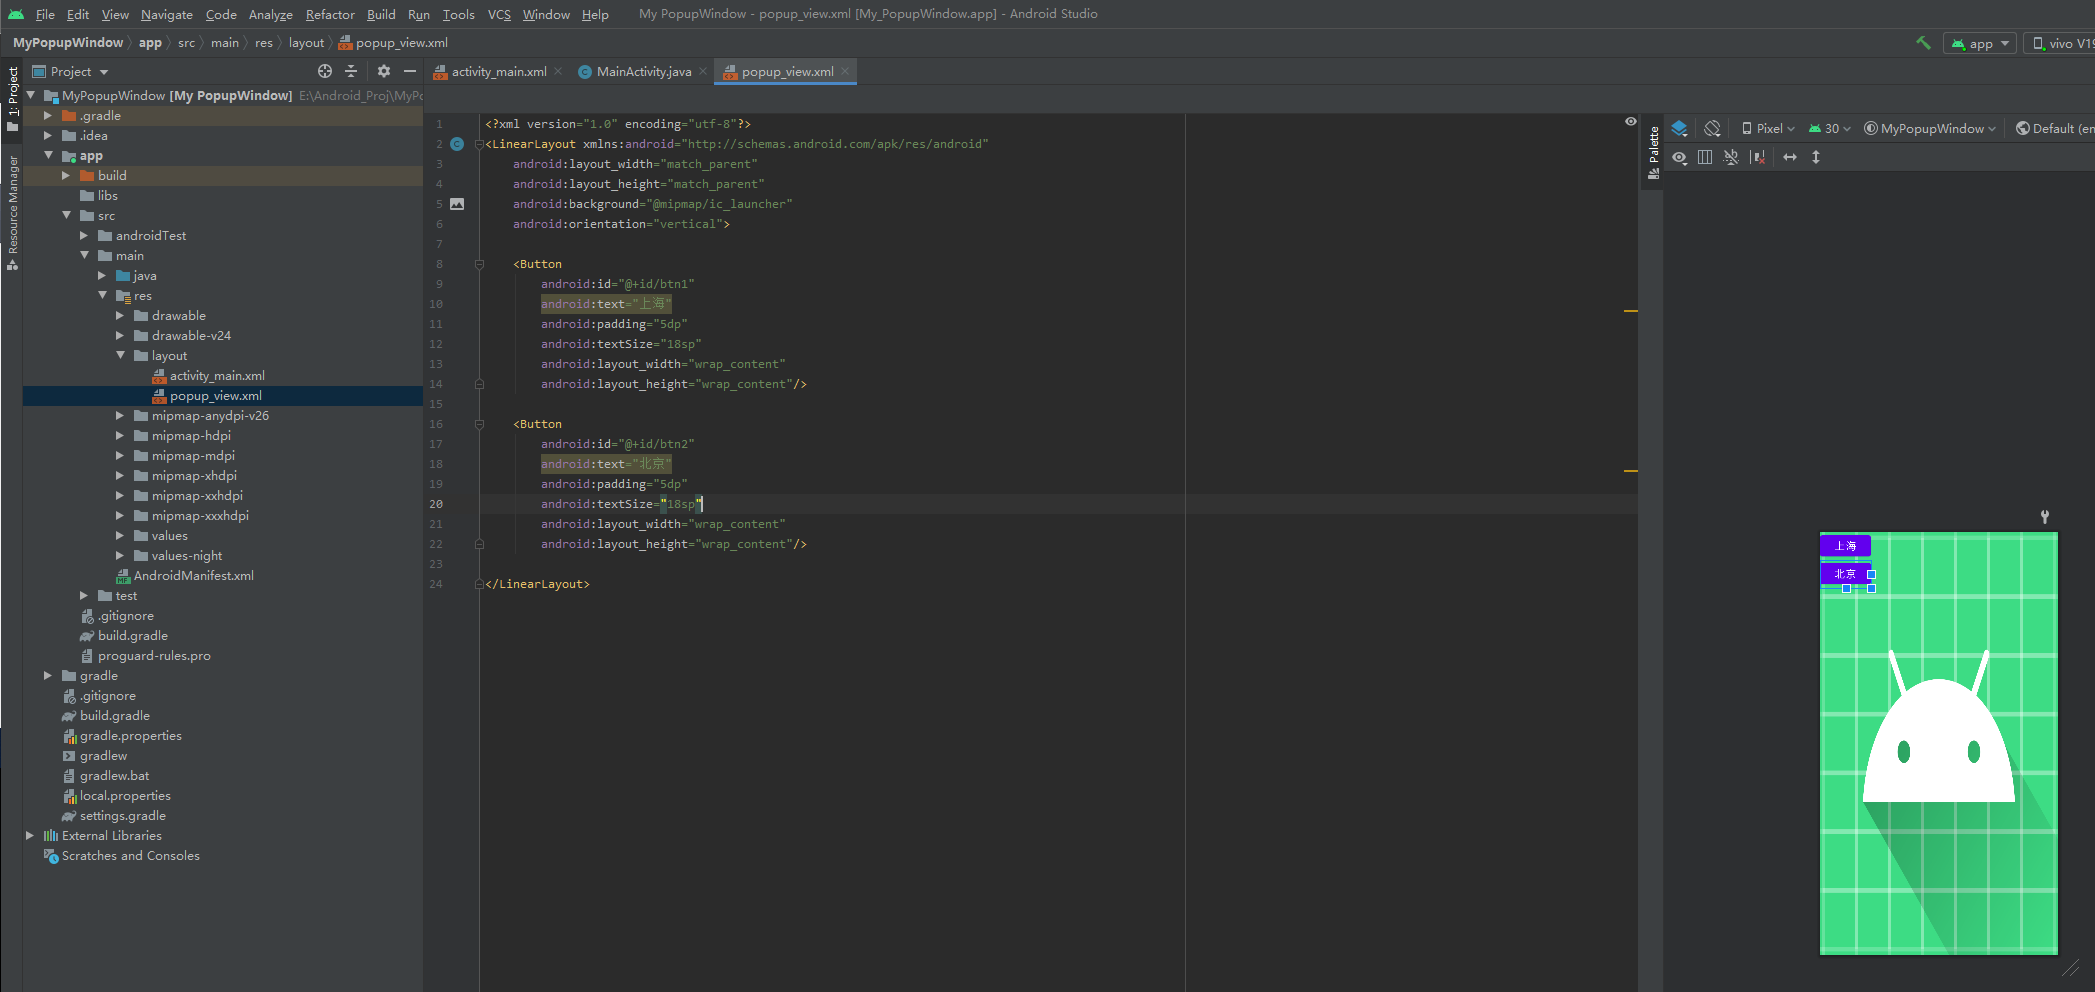 File Edit View Navigate Code Analyze Refactor Build Run Tools VCS Window Help My PopupWindow - popup_view.xml [My_PopupWindow.app] - Android Studio
MyPopupWindow app src main res layout popup_view.xml
app
vivo V19
Project
activity_main.xml
MainActivity.java
popup_view.xml
1: Project
Resource Manager
MyPopupWindow [My PopupWindow] E:\Android_Proj\MyPo
.gradle
.idea
app
build
libs
src
androidTest
main
java
res
drawable
drawable-v24
layout
activity_main.xml
popup_view.xml
mipmap-anydpi-v26
mipmap-hdpi
mipmap-mdpi
mipmap-xhdpi
mipmap-xxhdpi
mipmap-xxxhdpi
values
values-night
AndroidManifest.xml
test
.gitignore
build.gradle
proguard-rules.pro
gradle
.gitignore
build.gradle
gradle.properties
gradlew
gradlew.bat
local.properties
settings.gradle
External Libraries
Scratches and Consoles
1 <?xml version="1.0" encoding="utf-8"?>
2 <LinearLayout xmlns:android="http://schemas.android.com/apk/res/android"
3 android:layout_width="match_parent"
4 android:layout_height="match_parent"
5 android:background="@mipmap/ic_launcher"
6 android:orientation="vertical">
7
8 <Button
9 android:id="@+id/btn1"
10 android:text="上海"
11 android:padding="5dp"
12 android:textSize="18sp"
13 android:layout_width="wrap_content"
14 android:layout_height="wrap_content"/>
15
16 <Button
17 android:id="@+id/btn2"
18 android:text="北京"
19 android:padding="5dp"
20 android:textSize="18sp"
21 android:layout_width="wrap_content"
22 android:layout_height="wrap_content"/>
23
24 </LinearLayout>
Palette
Pixel 30 MyPopupWindow Default (en
上海
北京